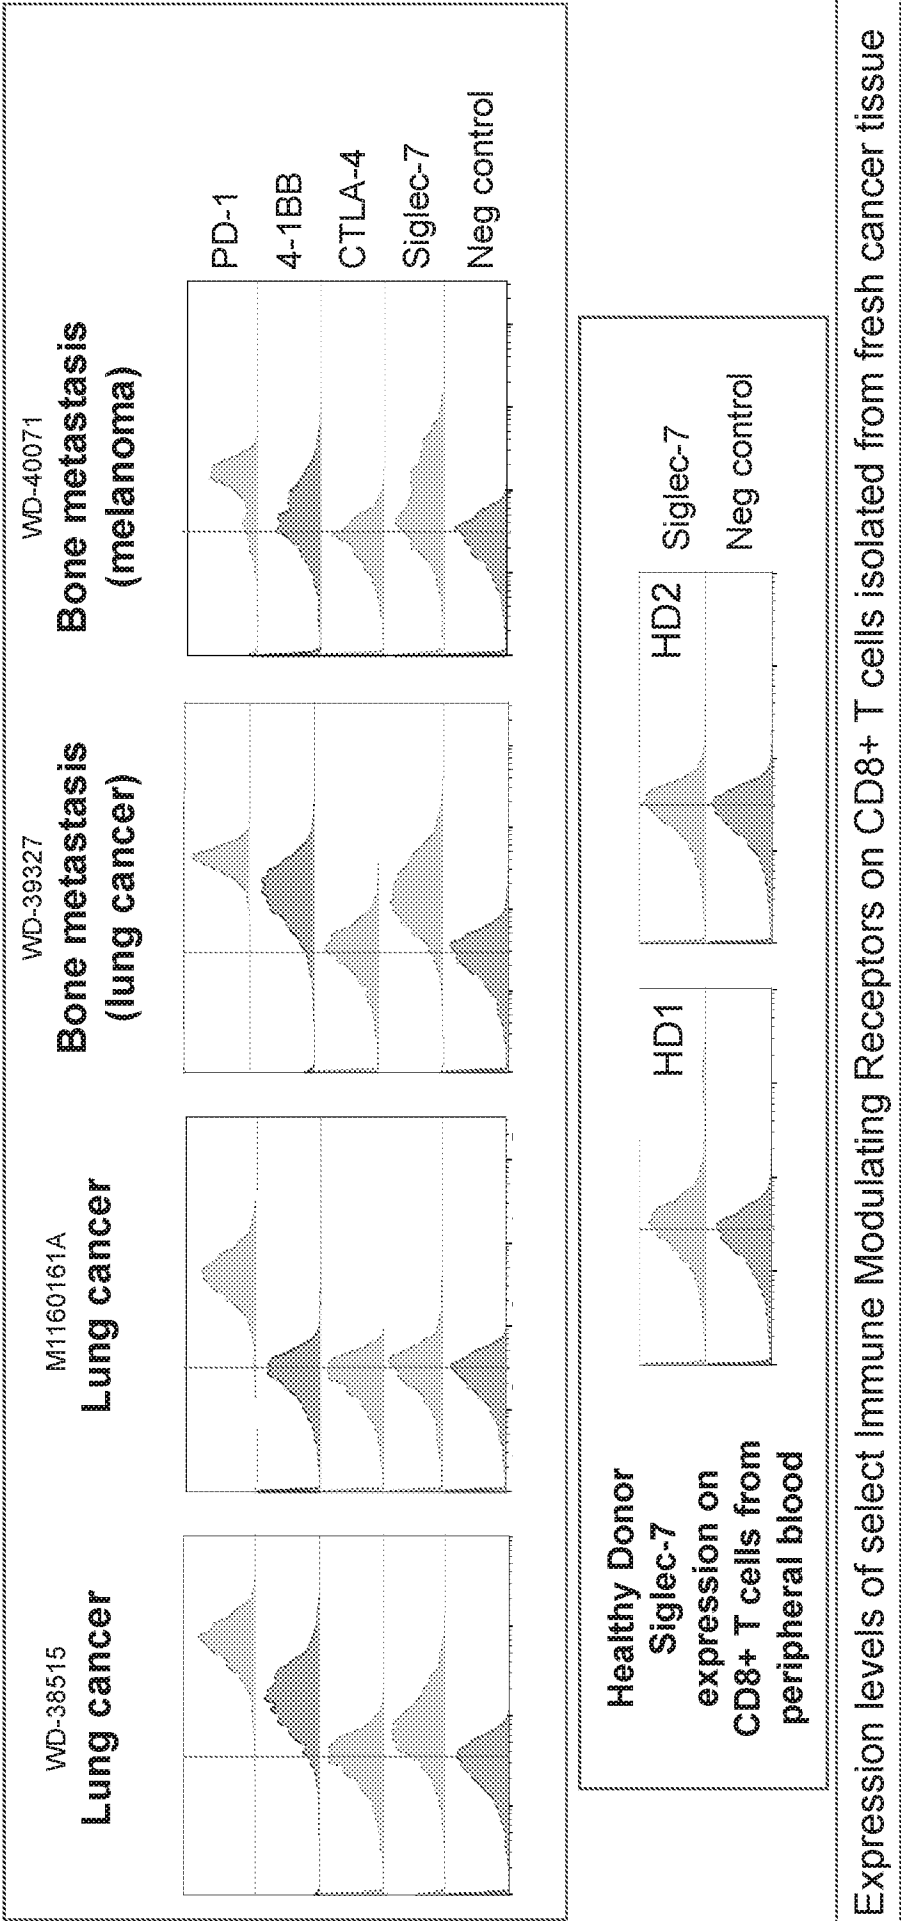 WD-38515
Lung cancer
M1160161A
Lung cancer
WD-39327
Bone metastasis
(lung cancer)
WD-40071
Bone metastasis
(melanoma)
PD-1
4-1BB
CTLA-4
Siglec-7
Neg control
Healthy Donor
Siglec-7
expression on
CD8+ T cells from
peripheral blood
HD1
HD2
Siglec-7
Neg control
Expression levels of select Immune Modulating Receptors on CD8+ T cells isolated from fresh cancer tissue